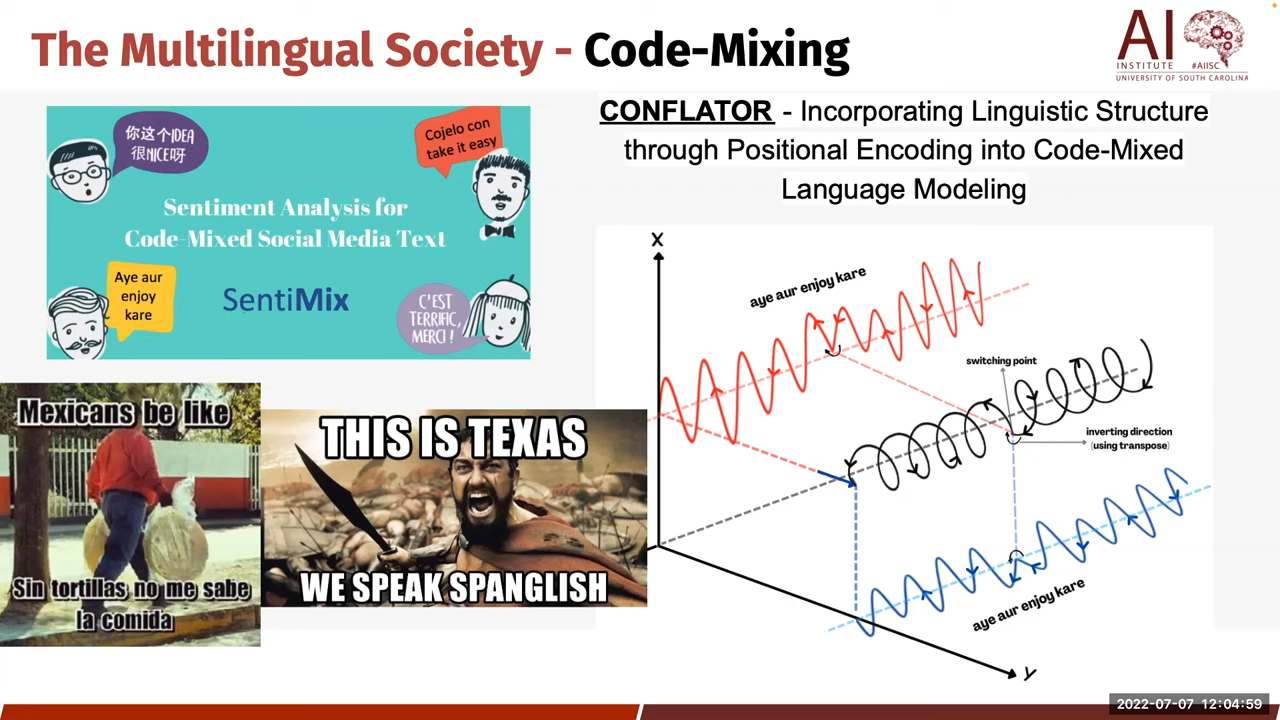 The Multilingual Society - Code-Mixing
AI
INSTITUTE #AIISC
UNIVERSITY OF SOUTH CAROLINA
你这个IDEA
很NICE呀
Cojelo con
take it easy
Sentiment Analysis for
Code-Mixed Social Media Text
Aye aur
enjoy
kare
SentiMix
C'EST
TERRIFIC,
MERCI !
Mexicans be like
Sin tortillas no me sabe
la comida
THIS IS TEXAS
WE SPEAK SPANGLISH
CONFLATOR - Incorporating Linguistic Structure
through Positional Encoding into Code-Mixed
Language Modeling
X
aye aur enjoy kare
switching point
inverting direction
(using transpose)
aye aur enjoy kare
Y
2022-07-07 12:04:59